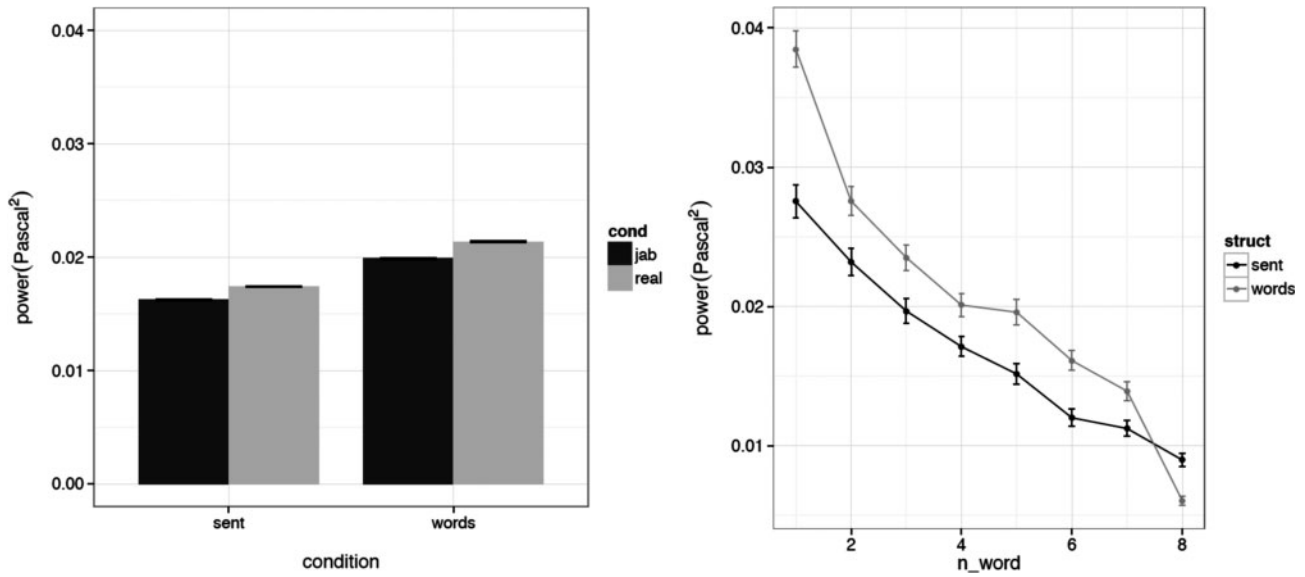 0.04
0.03
0.02
0.01
0.00
power(Pascal²)
sent
words
condition
cond
jab
real
0.04
0.03
0.02
0.01
power(Pascal²)
2
4
6
8
n_word
struct
sent
words